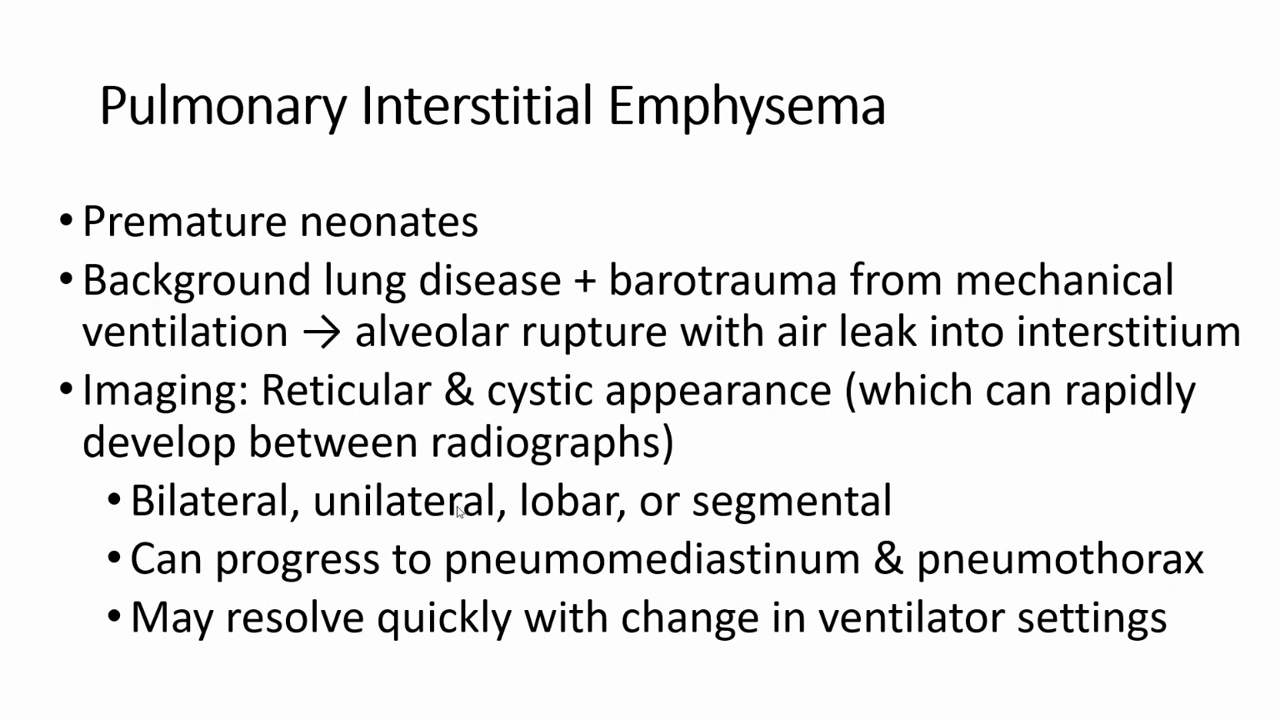 Pulmonary Interstitial Emphysema
• Premature neonates
• Background lung disease + barotrauma from mechanical
ventilation → alveolar rupture with air leak into interstitium
• Imaging: Reticular & cystic appearance (which can rapidly
develop between radiographs)
• Bilateral, unilateral, lobar, or segmental
• Can progress to pneumomediastinum & pneumothorax
• May resolve quickly with change in ventilator settings